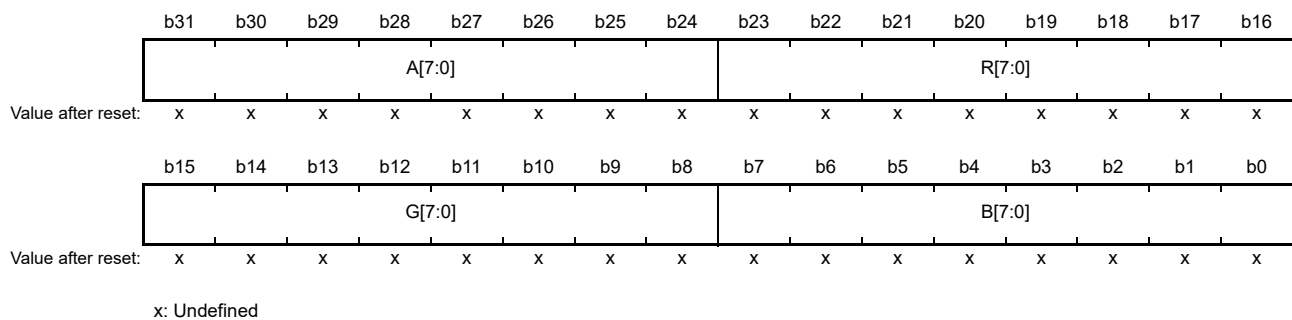 b31 b30 b29 b28 b27 b26 b25 b24 b23 b22 b21 b20 b19 b18 b17 b16
A[7:0] R[7:0]
Value after reset: x x x x x x x x x x x x x x x x
b15 b14 b13 b12 b11 b10 b9 b8 b7 b6 b5 b4 b3 b2 b1 b0
G[7:0] B[7:0]
Value after reset: x x x x x x x x x x x x x x x x
x: Undefined